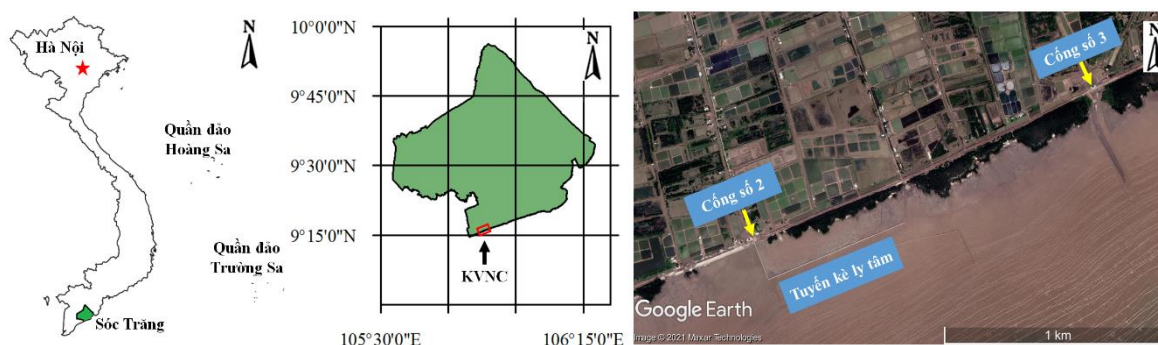 Hà Nội
N
Quần đảo
Hoàng Sa
Quần đảo
Trường Sa
Sóc Trăng
10°0'0"N
9°45'0"N
9°30'0"N
9°15'0"N
N
KVNC
105°30'0"E
106°15'0"E
N
Cống số 3
Cống số 2
Tuyến kè ly tâm
Google Earth
Image © 2021 Maxar Technologies
1 km